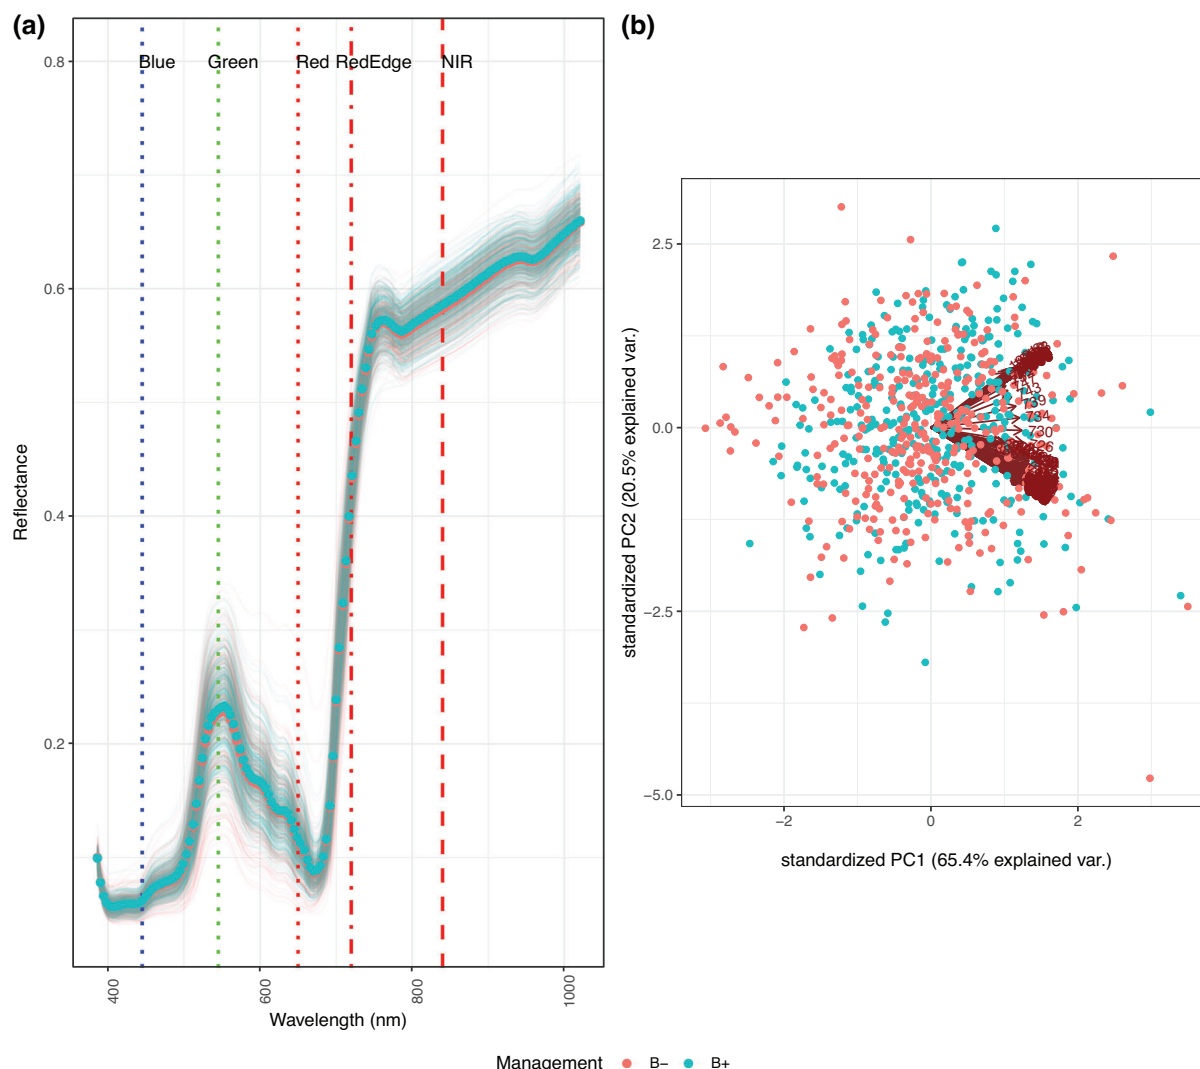 (a)
(b)
Blue
Green
Red
RedEdge
NIR
0.8
0.6
0.4
0.2
Reflectance
400
600
800
1000
Wavelength (nm)
2.5
0.0
−2.5
−5.0
standardized PC2 (20.5% explained var.)
743
739
734
730
726
−2
0
2
standardized PC1 (65.4% explained var.)
Management
B−
B+